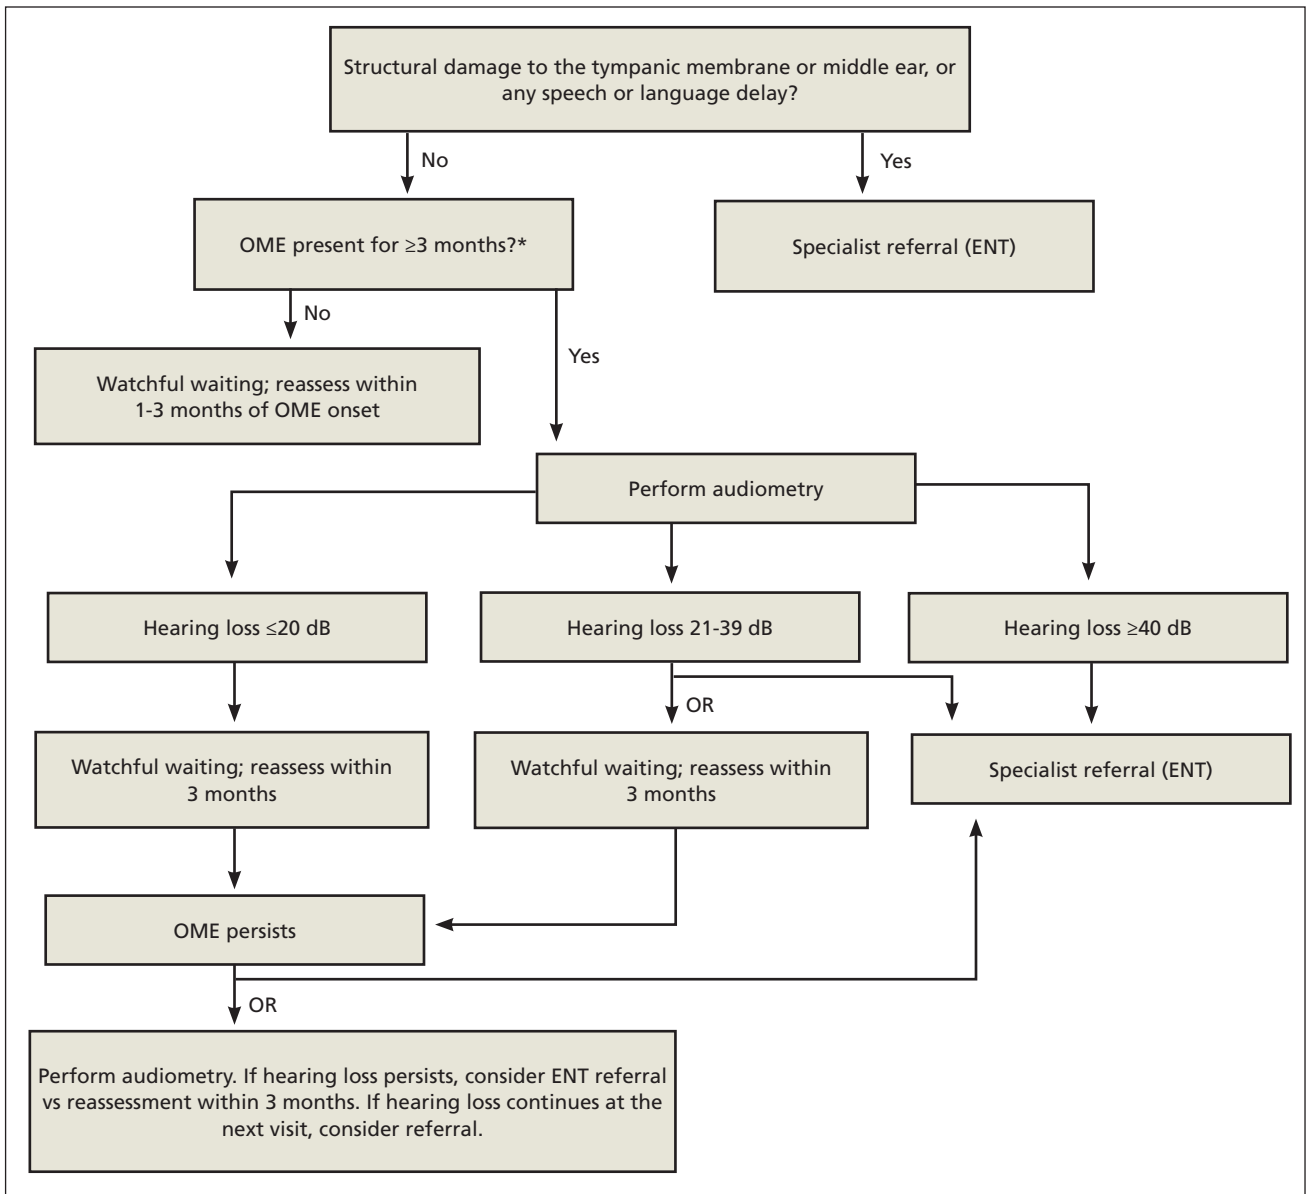 Structural damage to the tympanic membrane or middle ear, or
any speech or language delay?
No
Yes
OME present for ≥3 months?*
Specialist referral (ENT)
No
Watchful waiting; reassess within
1-3 months of OME onset
Yes
Perform audiometry
Hearing loss ≤20 dB
Hearing loss 21-39 dB
Hearing loss ≥40 dB
OR
Watchful waiting; reassess within
3 months
Watchful waiting; reassess within
3 months
Specialist referral (ENT)
OME persists
OR
Perform audiometry. If hearing loss persists, consider ENT referral
vs reassessment within 3 months. If hearing loss continues at the
next visit, consider referral.